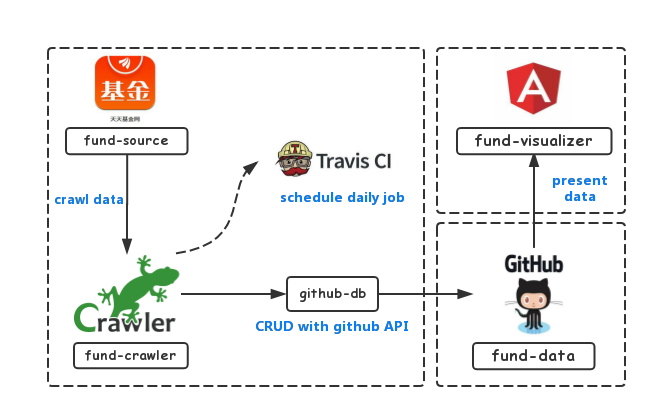 基金
天天基金网
fund-source
crawl data
Travis CI
schedule daily job
Crawler
fund-crawler
github-db
CRUD with github API
A
fund-visualizer
present
data
GitHub
fund-data